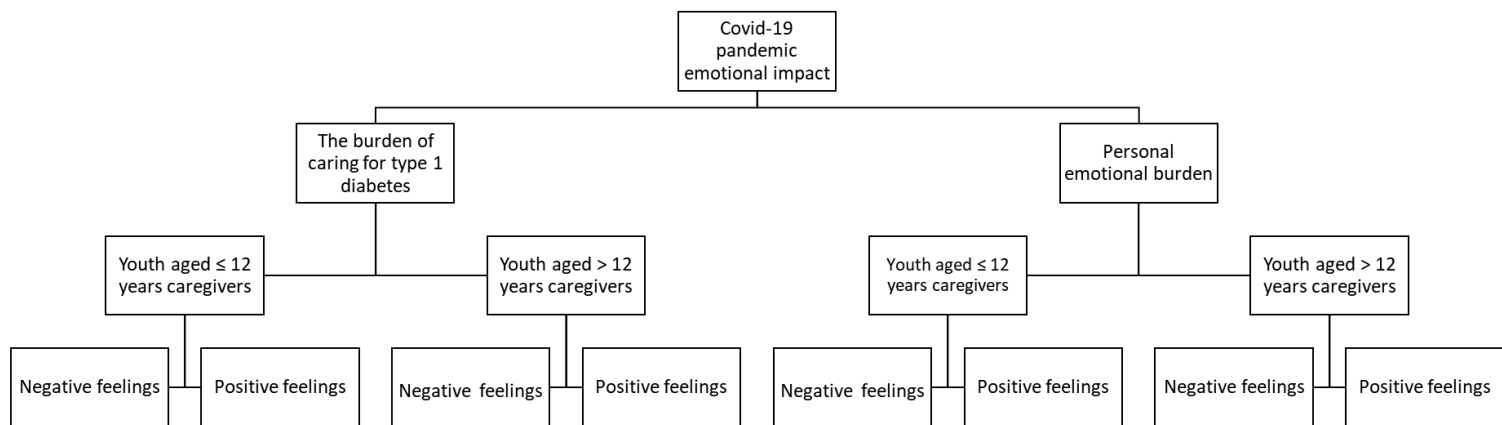 Covid-19
pandemic
emotional impact
The burden of
caring for type 1
diabetes
Personal
emotional burden
Youth aged ≤ 12
years caregivers
Youth aged > 12
years caregivers
Youth aged ≤ 12
years caregivers
Youth aged > 12
years caregivers
Negative feelings
Positive feelings
Negative feelings
Positive feelings
Negative feelings
Positive feelings
Negative feelings
Positive feelings